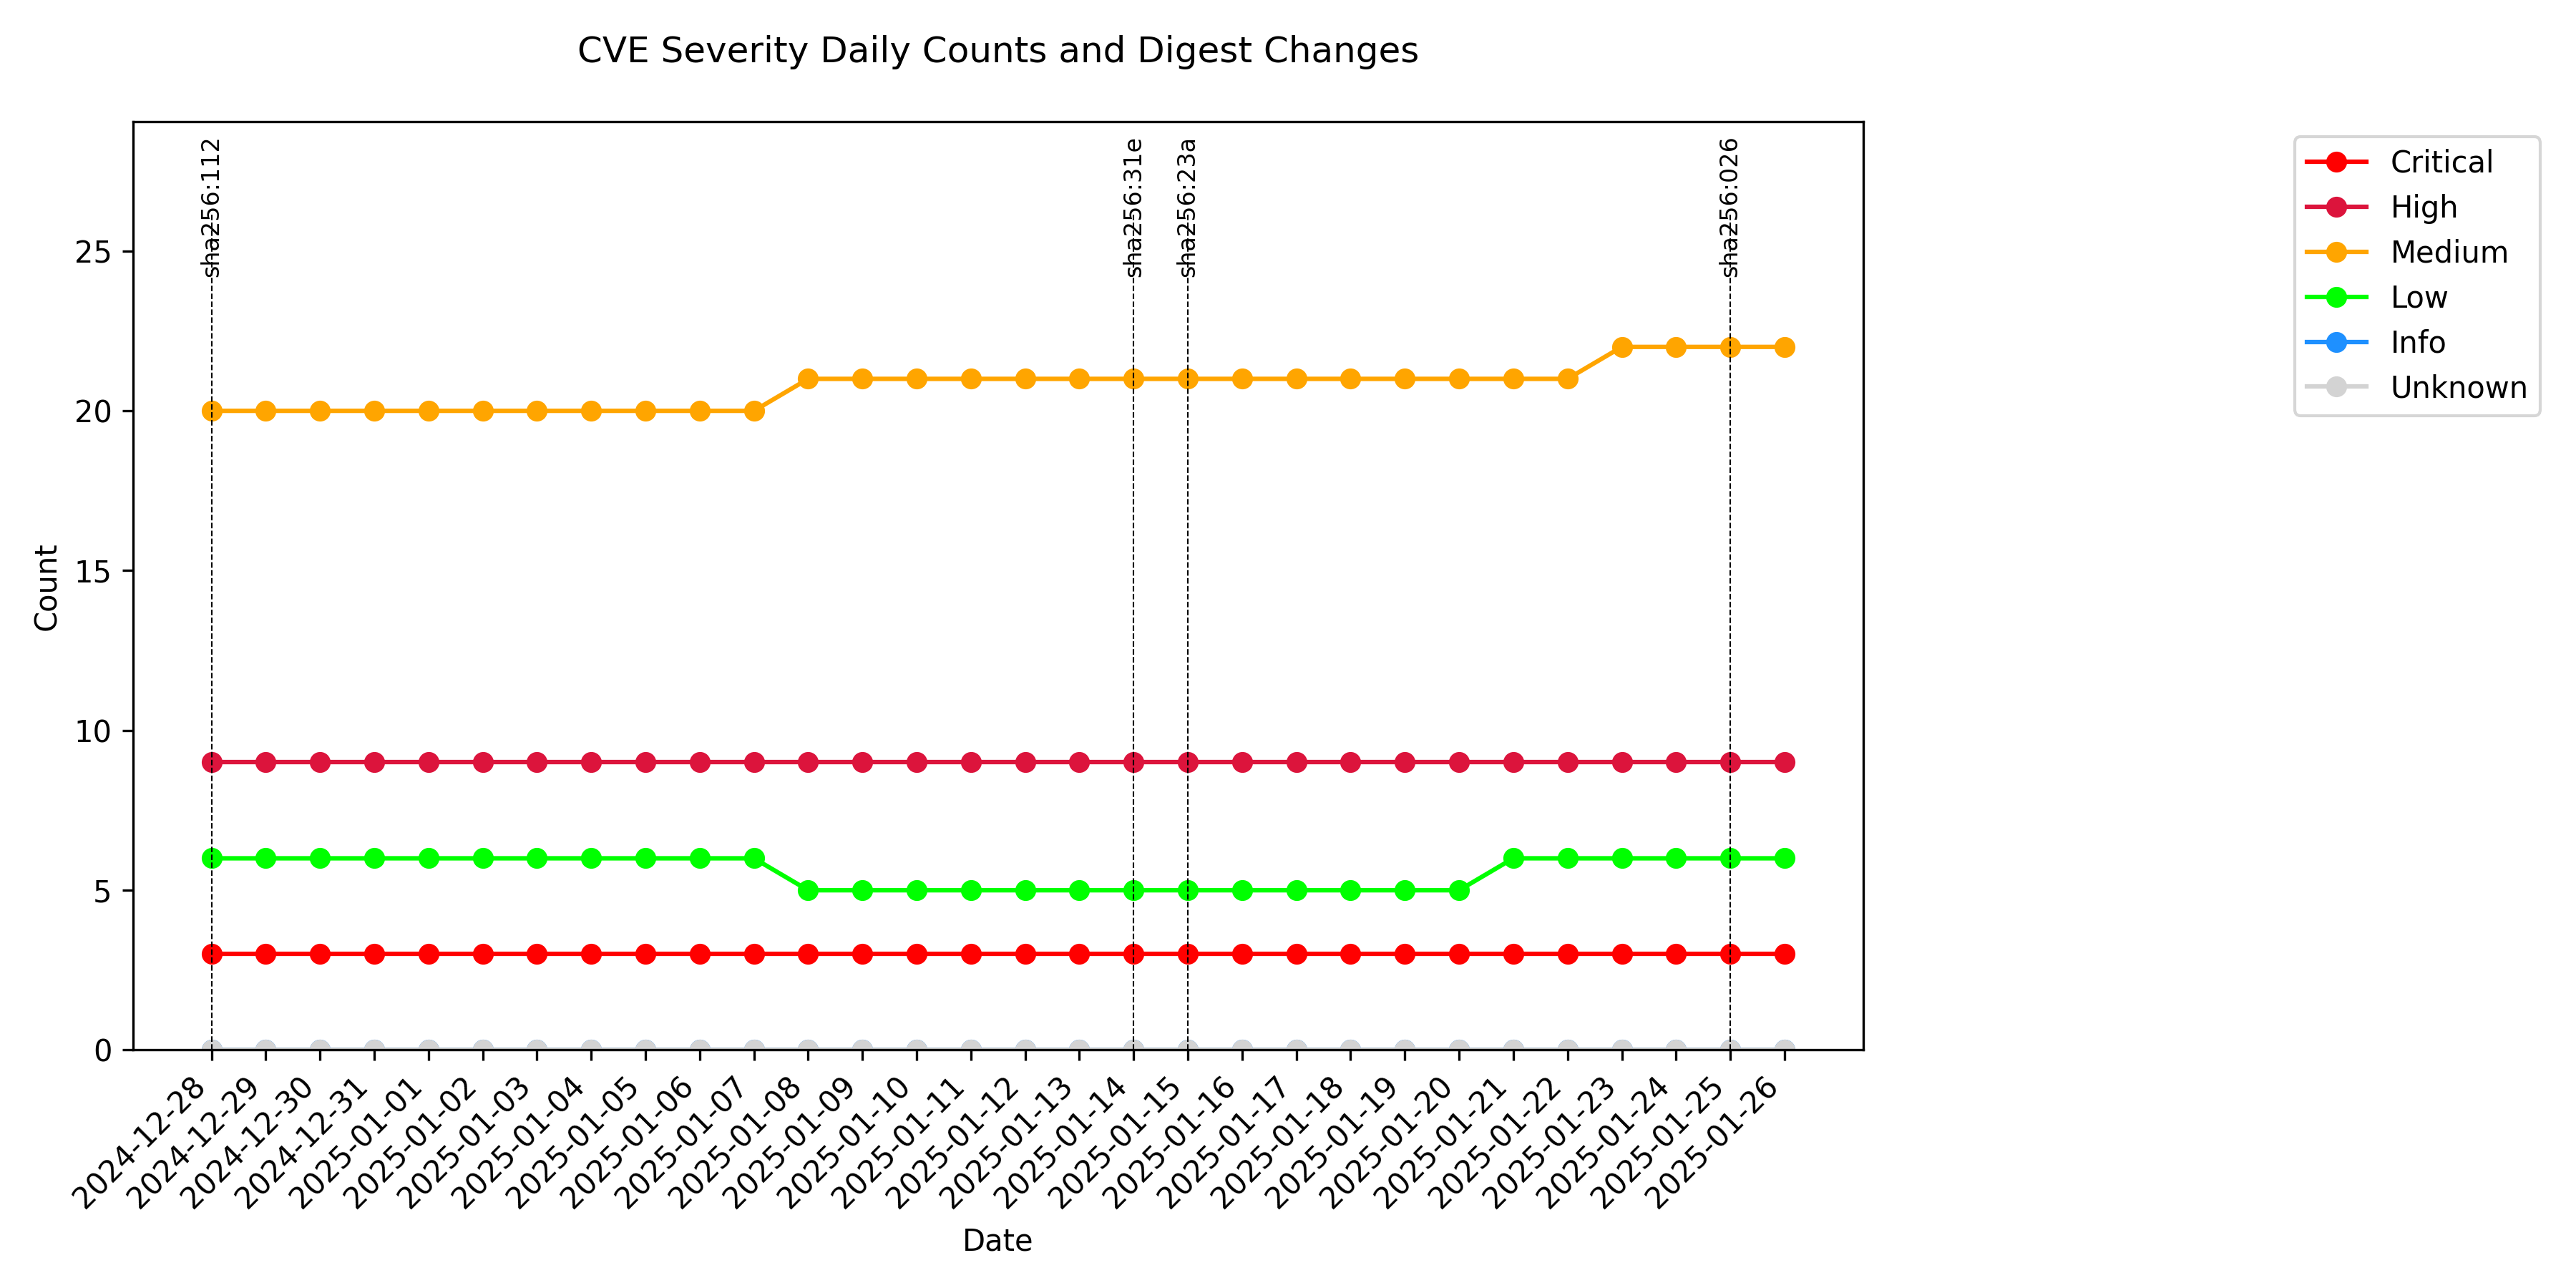 CVE Severity Daily Counts and Digest Changes
sha256:112
sha256:31e
sha256:23a
sha256:026
Critical
High
Medium
Low
Info
Unknown
Count
25
20
15
10
5
0
2024-12-28
2024-12-29
2024-12-30
2024-12-31
2025-01-01
2025-01-02
2025-01-03
2025-01-04
2025-01-05
2025-01-06
2025-01-07
2025-01-08
2025-01-09
2025-01-10
2025-01-11
2025-01-12
2025-01-13
2025-01-14
2025-01-15
2025-01-16
2025-01-17
2025-01-18
2025-01-19
2025-01-20
2025-01-21
2025-01-22
2025-01-23
2025-01-24
2025-01-25
2025-01-26
Date